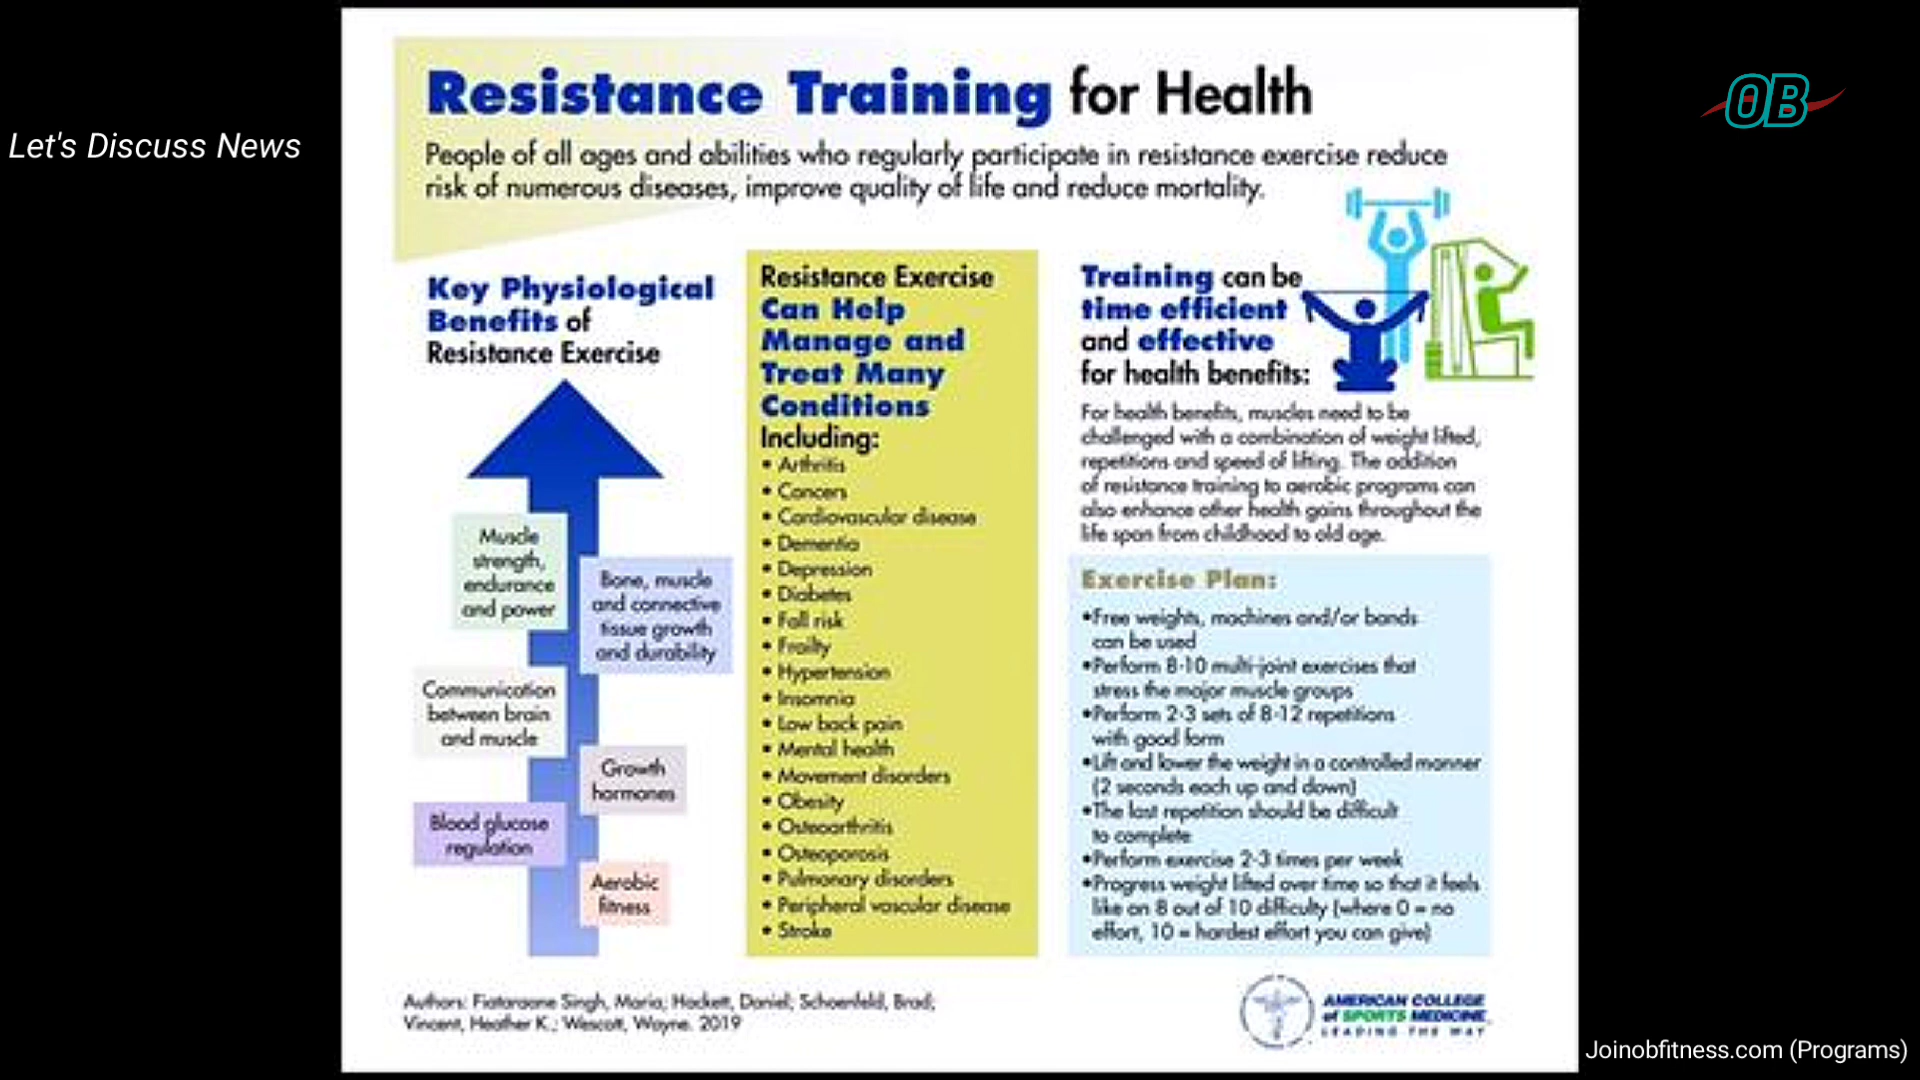 Let's Discuss News
OB
Resistance Training for Health
People of all ages and abilities who regularly participate in resistance exercise reduce
risk of numerous diseases, improve quality of life and reduce mortality.
Key Physiological
Benefits of
Resistance Exercise
Muscle
strength,
endurance
and power
Bone, muscle
and connective
tissue growth
and durability
Communication
between brain
and muscle
Growth
hormones
Blood glucose
regulation
Aerobic
fitness
Resistance Exercise
Can Help
Manage and
Treat Many
Conditions
Including:
• Arthritis
• Cancers
• Cardiovascular disease
• Dementia
• Depression
• Diabetes
• Fall risk
• Frailty
• Hypertension
• Insomnia
• Low back pain
• Mental health
• Movement disorders
• Obesity
• Osteoarthritis
• Osteoporosis
• Pulmonary disorders
• Peripheral vascular disease
• Stroke
Training can be
time efficient
and effective
for health benefits:
For health benefits, muscles need to be
challenged with a combination of weight lifted,
repetitions and speed of lifting. The addition
of resistance training to aerobic programs can
also enhance other health gains throughout the
life span from childhood to old age.
Exercise Plan:
•Free weights, machines and/or bands
can be used
•Perform 8-10 multi-joint exercises that
stress the major muscle groups
•Perform 2-3 sets of 8-12 repetitions
with good form
•Lift and lower the weight in a controlled manner
(2 seconds each up and down)
•The last repetition should be difficult
to complete
•Perform exercise 2-3 times per week
•Progress weight lifted over time so that it feels
like an 8 out of 10 difficulty (where 0 = no
effort, 10 = hardest effort you can give)
Authors: Fiataraone Singh, Maria; Hackett, Daniel; Schoenfeld, Brad;
Vincent, Heather K.; Wescott, Wayne. 2019
AMERICAN COLLEGE
of SPORTS MEDICINE
LEADING THE WAY
Joinobfitness.com (Programs)